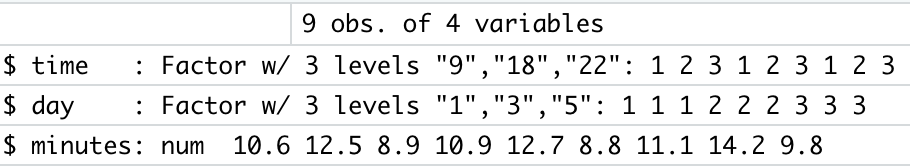 9 obs. of 4 variables
$ time   : Factor w/ 3 levels "9","18","22": 1 2 3 1 2 3 1 2 3
$ day    : Factor w/ 3 levels "1","3","5": 1 1 1 2 2 2 3 3 3
$ minutes: num  10.6 12.5 8.9 10.9 12.7 8.8 11.1 14.2 9.8